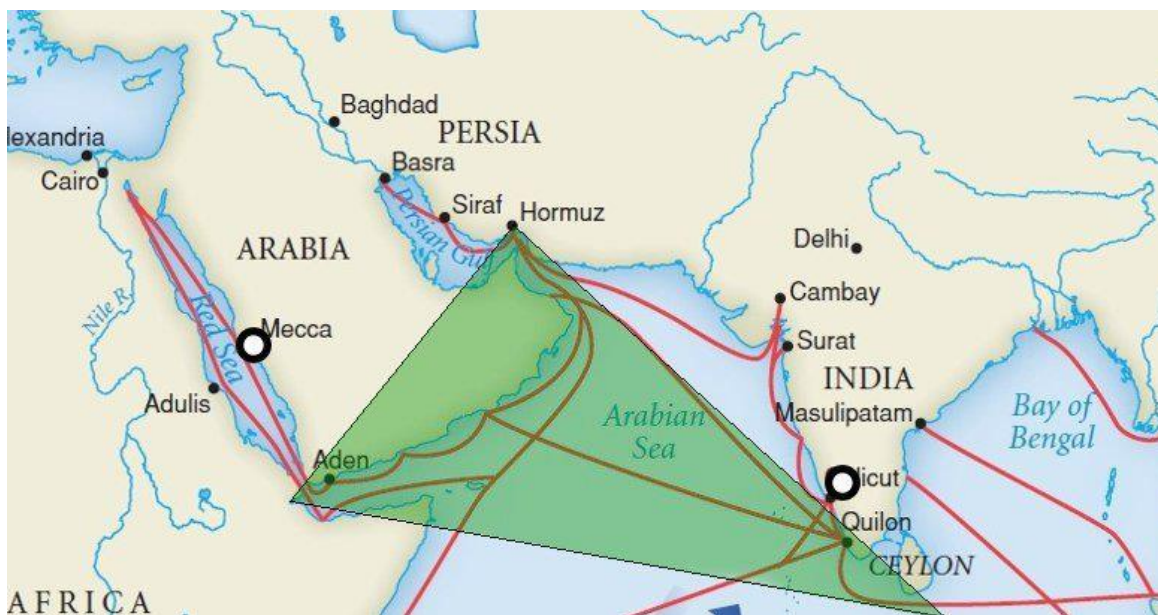 Baghdad
PERSIA
lexandria
Cairo
Basra
Siraf
Hormuz
Persian Gu
ARABIA
Delhi
Nile R.
Red Sea
Mecca
Cambay
Surat
INDIA
Adulis
Masulipatam
Arabian
Sea
Bay of
Bengal
Aden
licut
Quilon
CEYLON
AFRICA